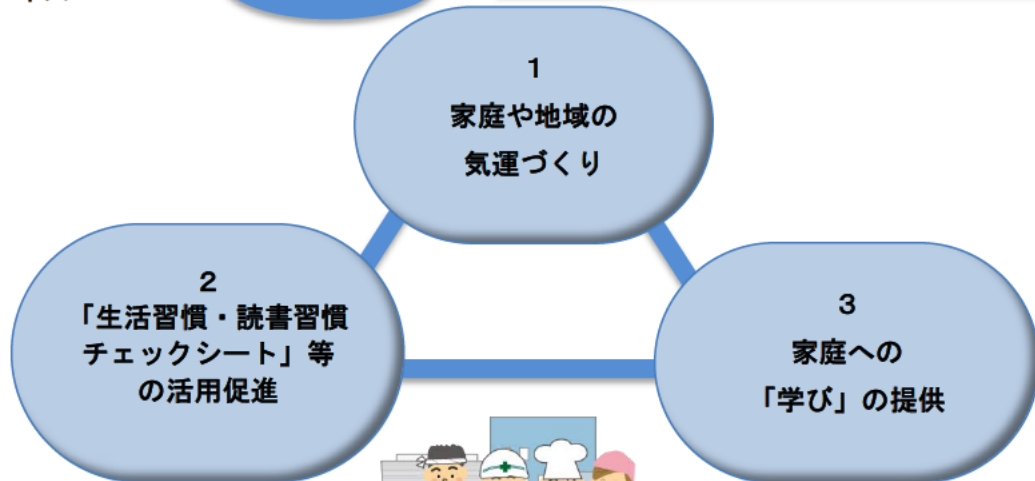 1
家庭や地域の
気運づくり
2
「生活習慣・読書習慣
チェックシート」等
の活用促進
3
家庭への
「学び」の提供